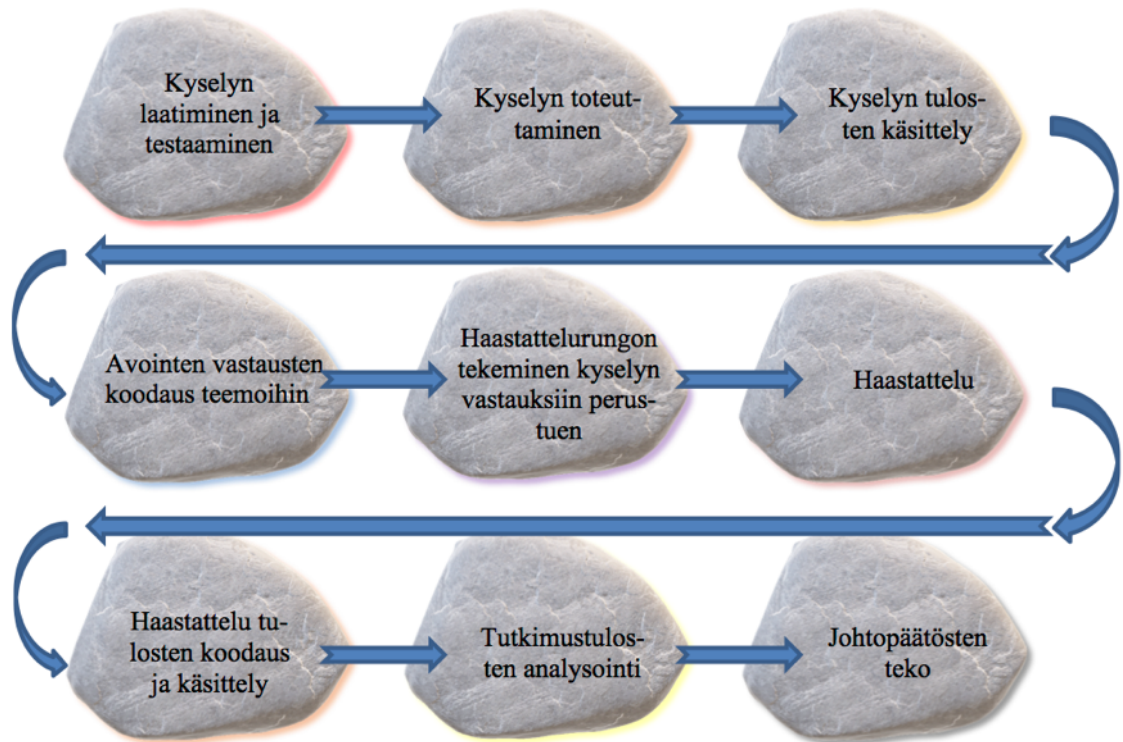 Kyselyn
laatiminen ja
testaaminen
Kyselyn toteut-
taminen
Kyselyn tulos-
ten käsittely
Avointen vastausten
koodaus teemoihin
Haastattelurungon
tekeminen kyselyn
vastauksiin perus-
tuen
Haastattelu
Haastattelu tu-
losten koodaus
ja käsittely
Tutkimustulos-
ten analysointi
Johtopäätösten
teko